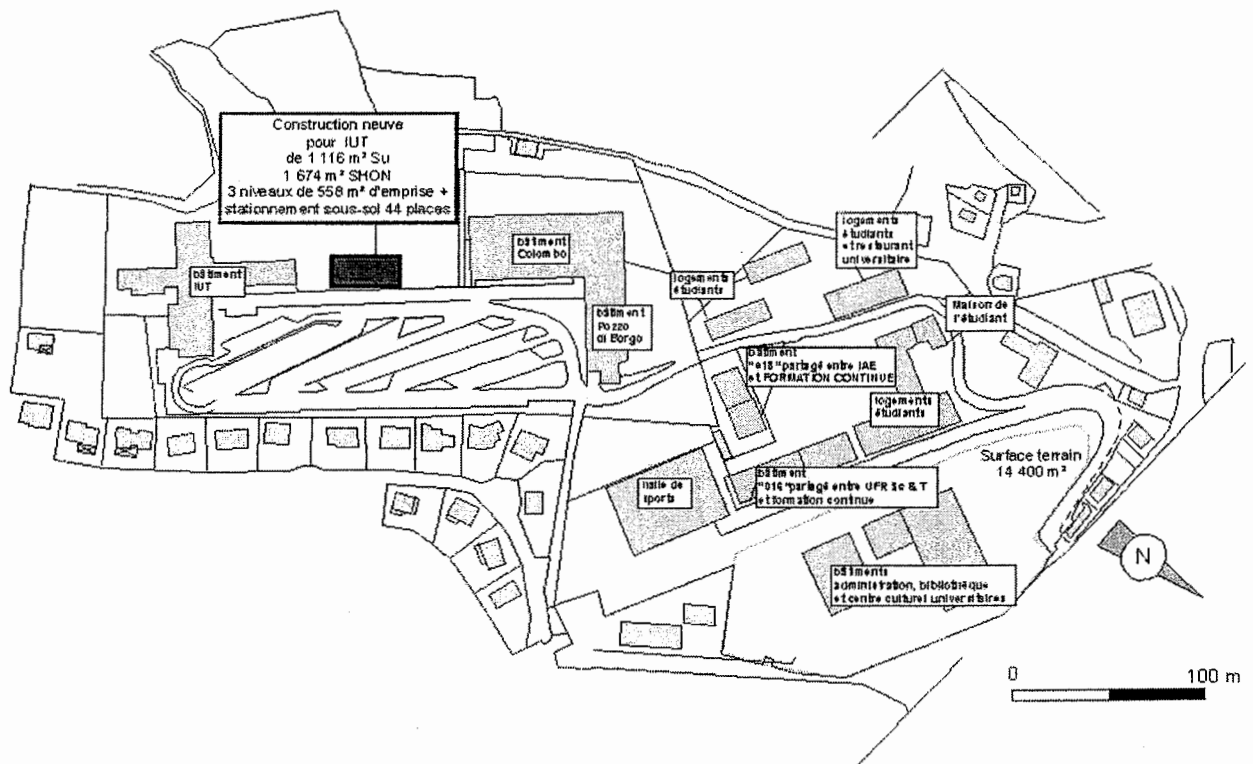 Construction neuve
pour IUT
de 1 116 m² Su
1 674 m² SHON
3 niveaux de 558 m² d'emprise +
stationnement sous-sol 44 places
bâtiment
IUT
bâtiment
Colombo
bâtiment
Pozzo
di Borgo
logements
étudiants
logements
étudiants
et restaurant
universitaire
Maison de
l'étudiant
bâtiment
"018" partagé entre IAE
et FORMATION CONTINUE
logements
étudiants
Surface terrain
14 400 m²
halle de
sports
bâtiment
"016" partagé entre UFR Sc & T
et formation continue
bâtiments
administration, bibliothèque
et centre culturel universitaires
N
0
100 m